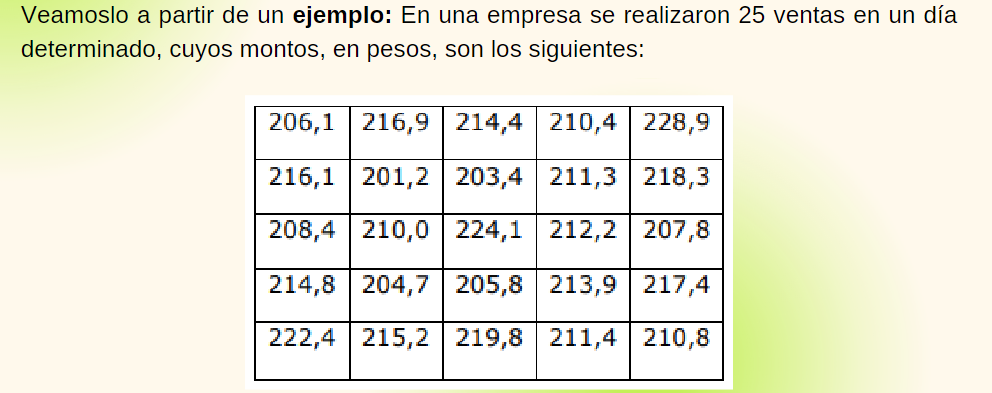 Veamoslo a partir de un ejemplo: En una empresa se realizaron 25 ventas en un día
determinado, cuyos montos, en pesos, son los siguientes:
206,1 216,9 214,4 210,4 228,9
216,1 201,2 203,4 211,3 218,3
208,4 210,0 224,1 212,2 207,8
214,8 204,7 205,8 213,9 217,4
222,4 215,2 219,8 211,4 210,8